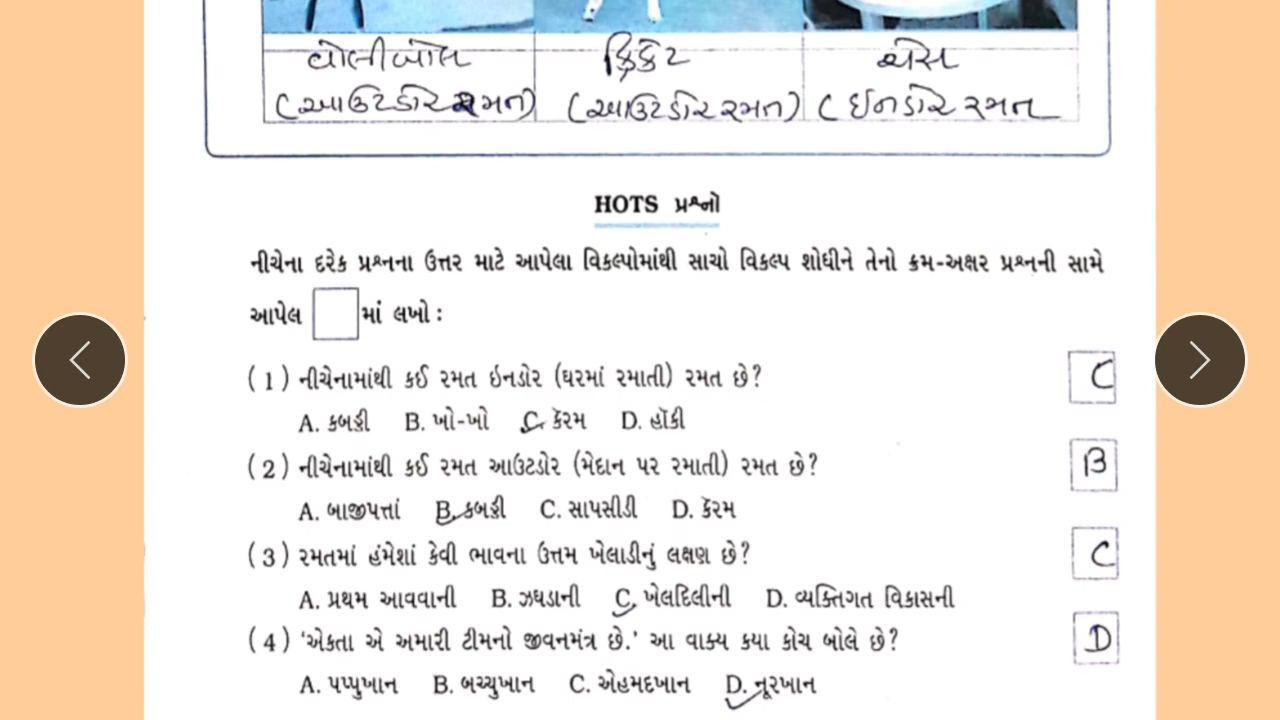 વોલીબોલ ક્રિકેટ ચેસ
(આઉટડોર રમત) (આઉટડોર રમત) (ઇનડોર રમત
HOTS પ્રશ્નો
નીચેના દરેક પ્રશ્નના ઉત્તર માટે આપેલા વિકલ્પોમાંથી સાચો વિકલ્પ શોધીને તેનો ક્રમ-અક્ષર પ્રશ્નની સામે
આપેલ માં લખો :
(1) નીચેનામાંથી કઈ રમત ઇનડોર (ઘરમાં રમાતી) રમત છે? C
A. કબડ્ડી B. ખો-ખો C. કૅરમ D. હૉકી
(2) નીચેનામાંથી કઈ રમત આઉટડોર (મેદાન પર રમાતી) રમત છે? B
A. બાજીપત્તાં B. કબડ્ડી C. સાપસીડી D. કૅરમ
(3) રમતમાં હંમેશાં કેવી ભાવના ઉત્તમ ખેલાડીનું લક્ષણ છે? C
A. પ્રથમ આવવાની B. ઝઘડાની C. ખેલદિલીની D. વ્યક્તિગત વિકાસની
(4) 'એકતા એ અમારી ટીમનો જીવનમંત્ર છે.' આ વાક્ય કયા કોચ બોલે છે? D
A. પપ્પુખાન B. બચ્ચુખાન C. એહમદખાન D. નૂરખાન